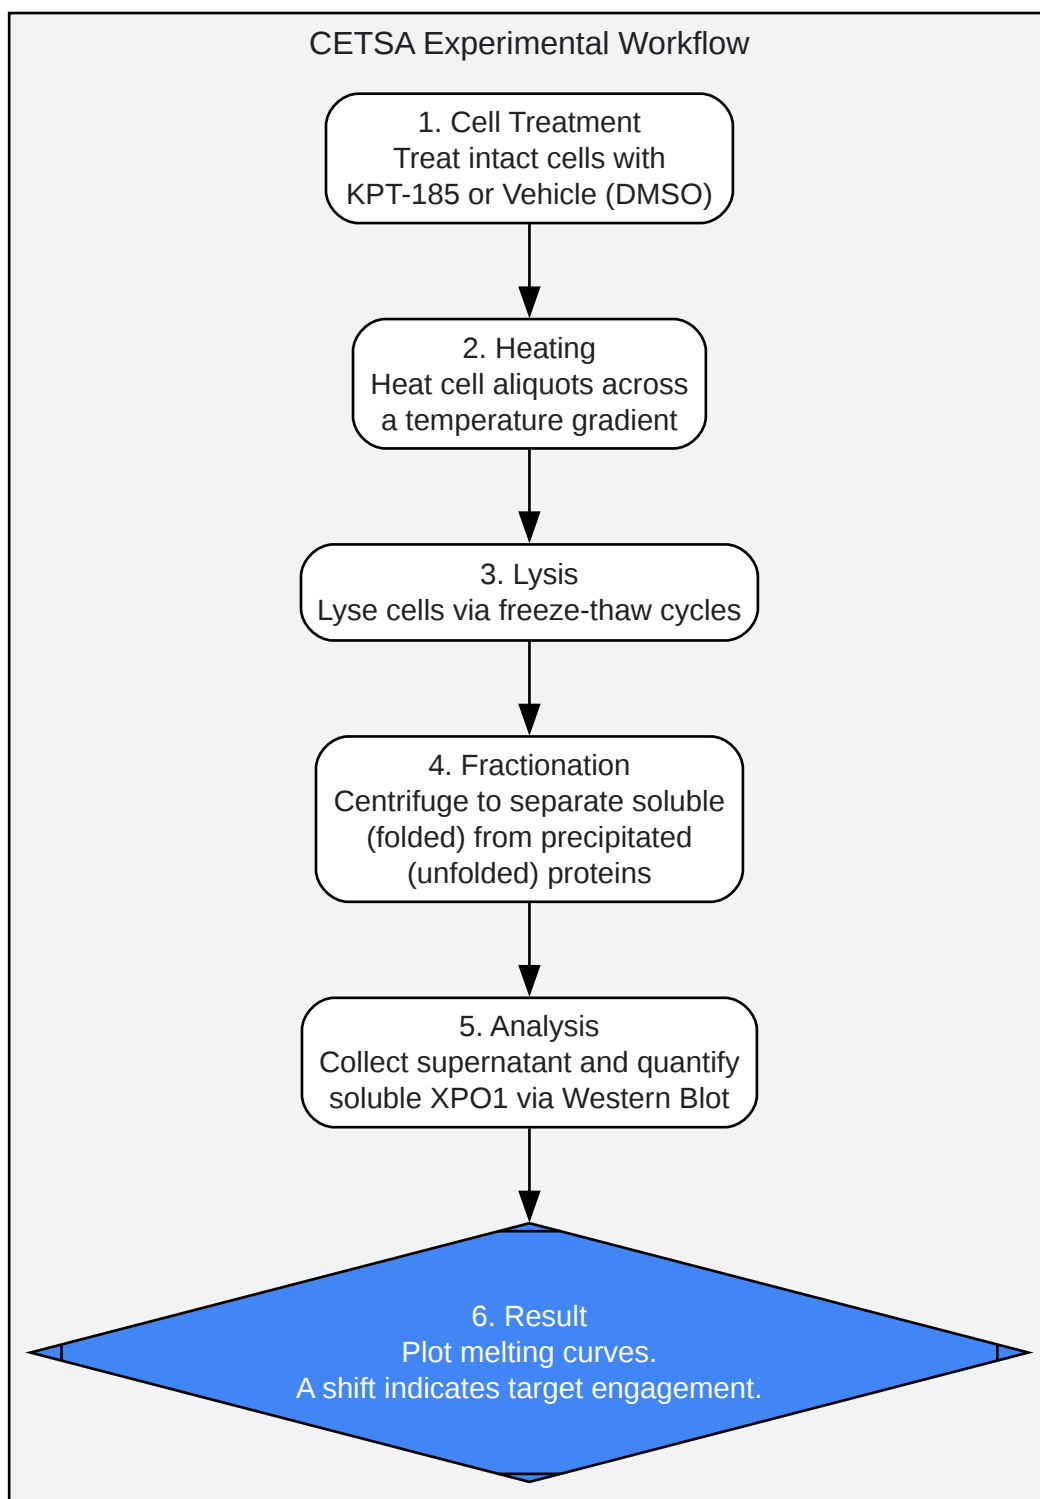 CETSA Experimental Workflow
1. Cell Treatment
Treat intact cells with
KPT-185 or Vehicle (DMSO)
2. Heating
Heat cell aliquots across
a temperature gradient
3. Lysis
Lyse cells via freeze-thaw cycles
4. Fractionation
Centrifuge to separate soluble
(folded) from precipitated
(unfolded) proteins
5. Analysis
Collect supernatant and quantify
soluble XPO1 via Western Blot
6. Result
Plot melting curves.
A shift indicates target engagement.